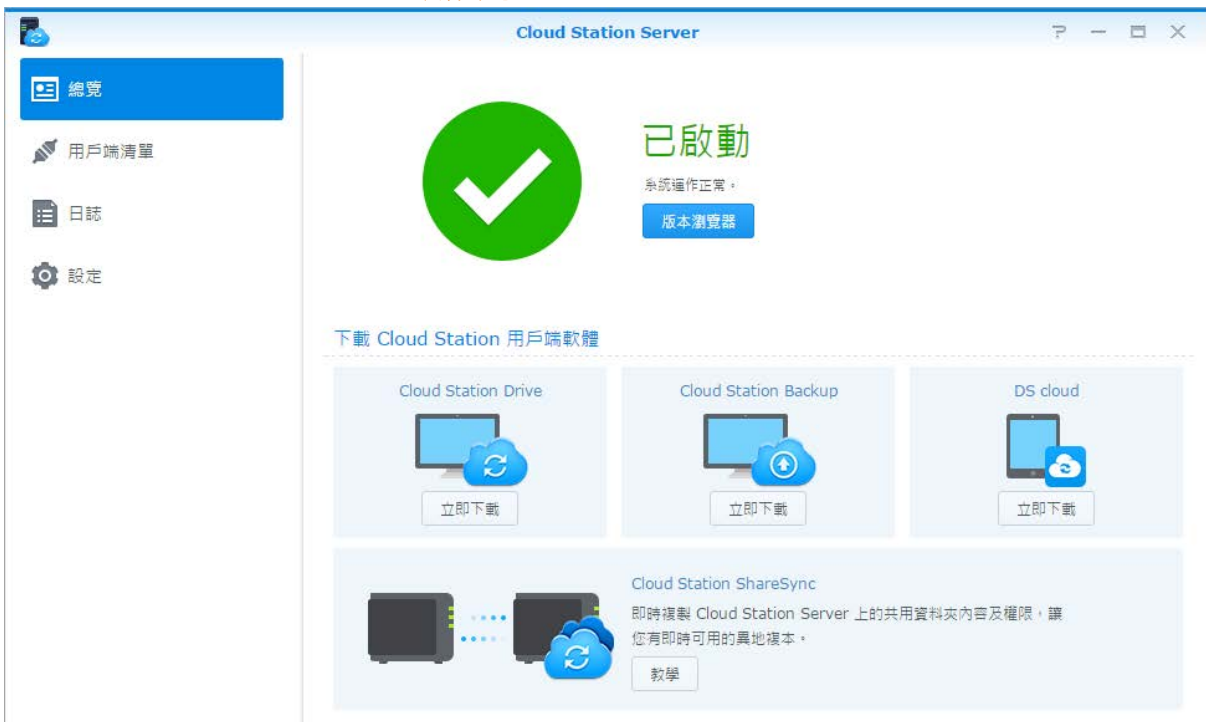 Cloud Station Server
總覽
用戶端清單
日誌
設定
已啟動
系統運作正常。
版本瀏覽器
下載 Cloud Station 用戶端軟體
Cloud Station Drive
Cloud Station Backup
DS cloud
立即下載
立即下載
立即下載
Cloud Station ShareSync
即時複製 Cloud Station Server 上的共用資料夾內容及權限，讓
您有即時可用的異地複本。
教學